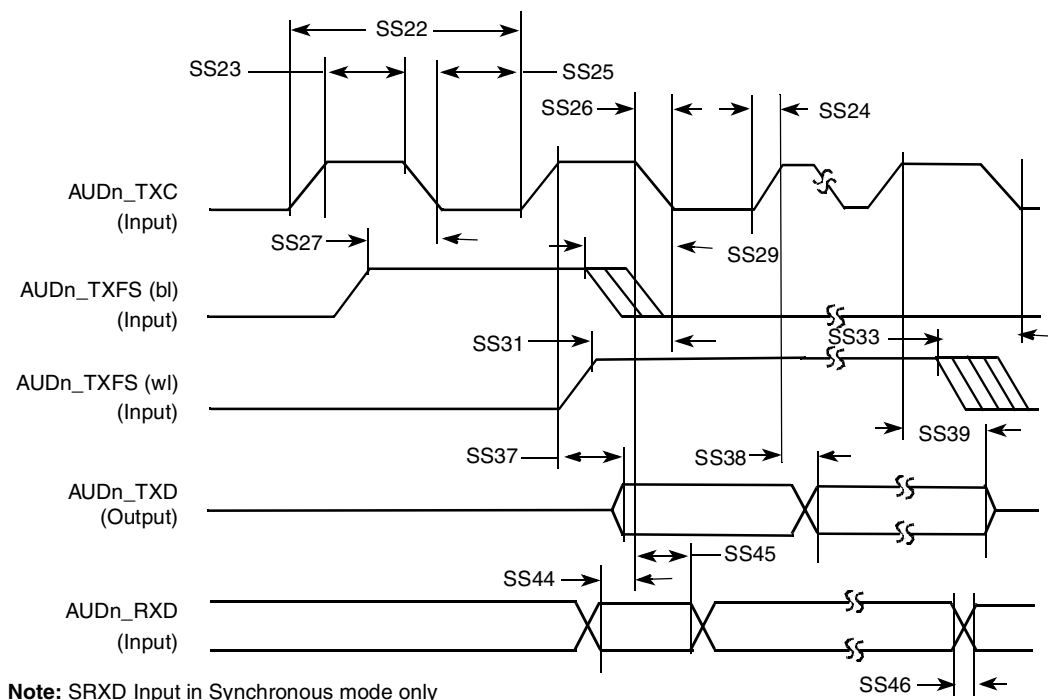 SS22
SS23
SS25
SS26
SS24
AUDn_TXC
(Input)
SS27
SS29
AUDn_TXFS (bl)
(Input)
SS31
SS33
AUDn_TXFS (wl)
(Input)
SS39
SS37
SS38
AUDn_TXD
(Output)
SS45
SS44
AUDn_RXD
(Input)
SS46
Note: SRXD Input in Synchronous mode only